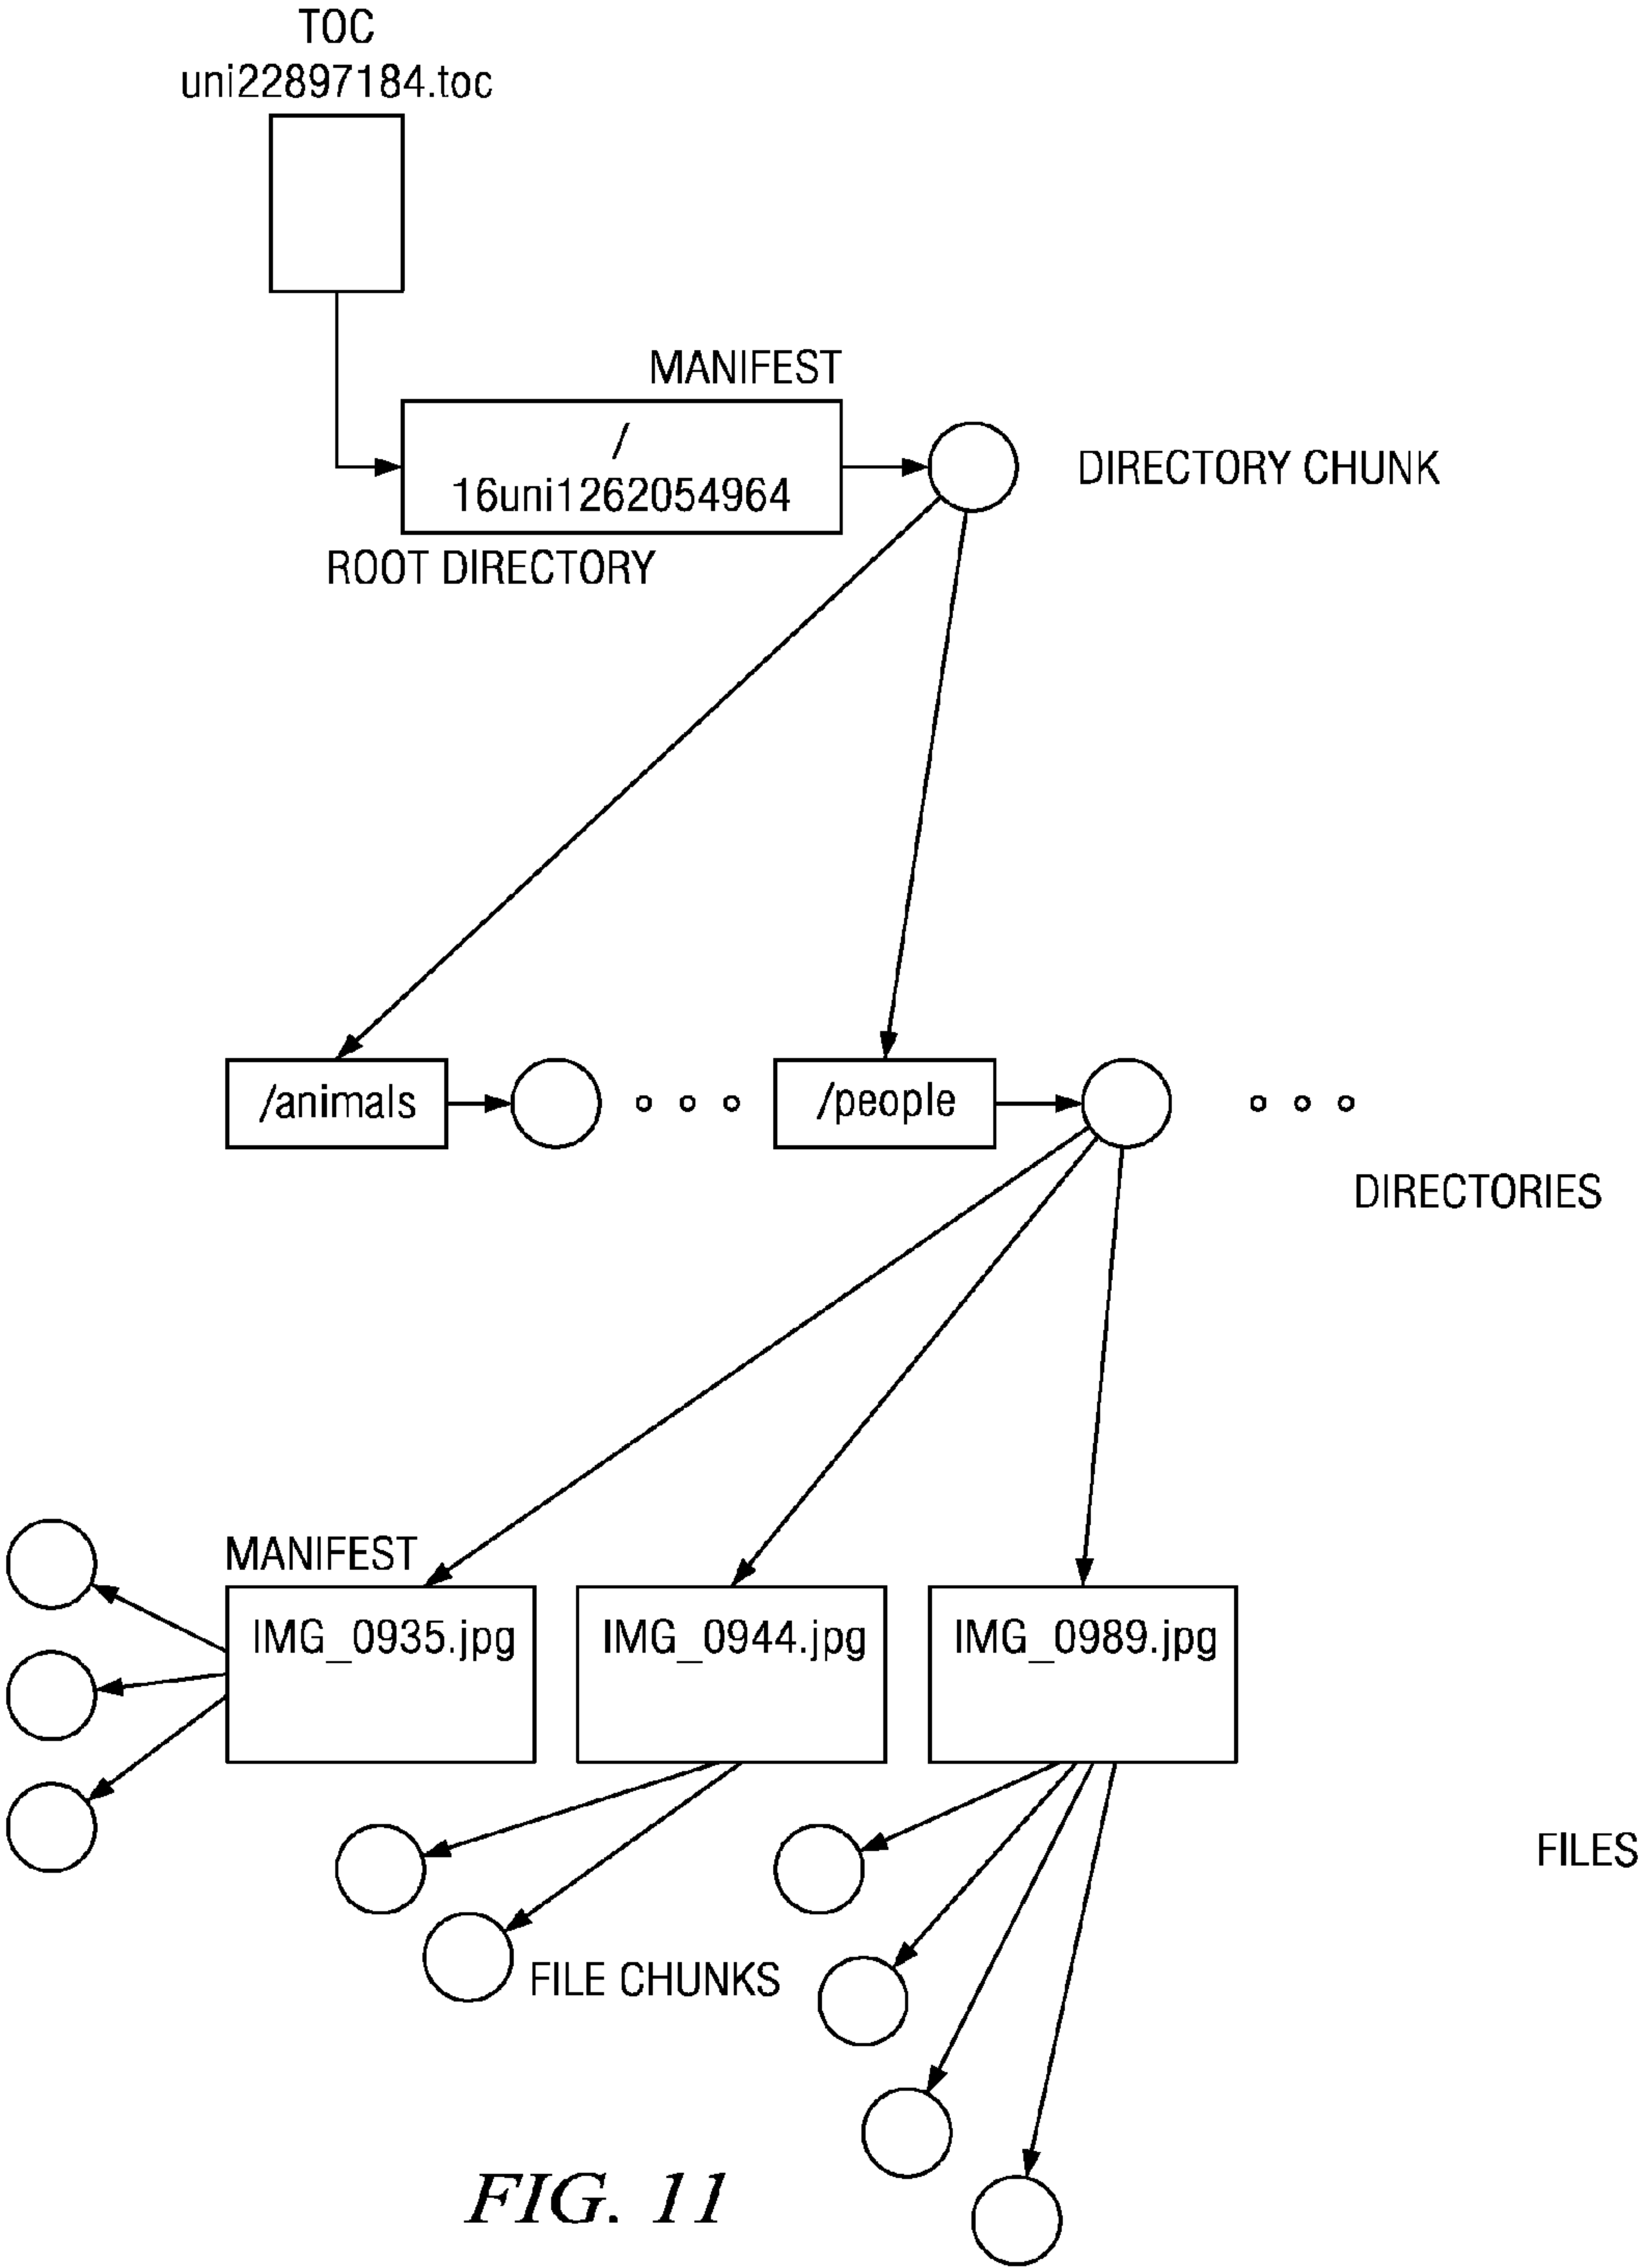 TOC
uni22897184.toc
MANIFEST
/
16uni1262054964
DIRECTORY CHUNK
ROOT DIRECTORY
/animals
/people
DIRECTORIES
MANIFEST
IMG_0935.jpg
IMG_0944.jpg
IMG_0989.jpg
FILES
FILE CHUNKS
FIG. 11